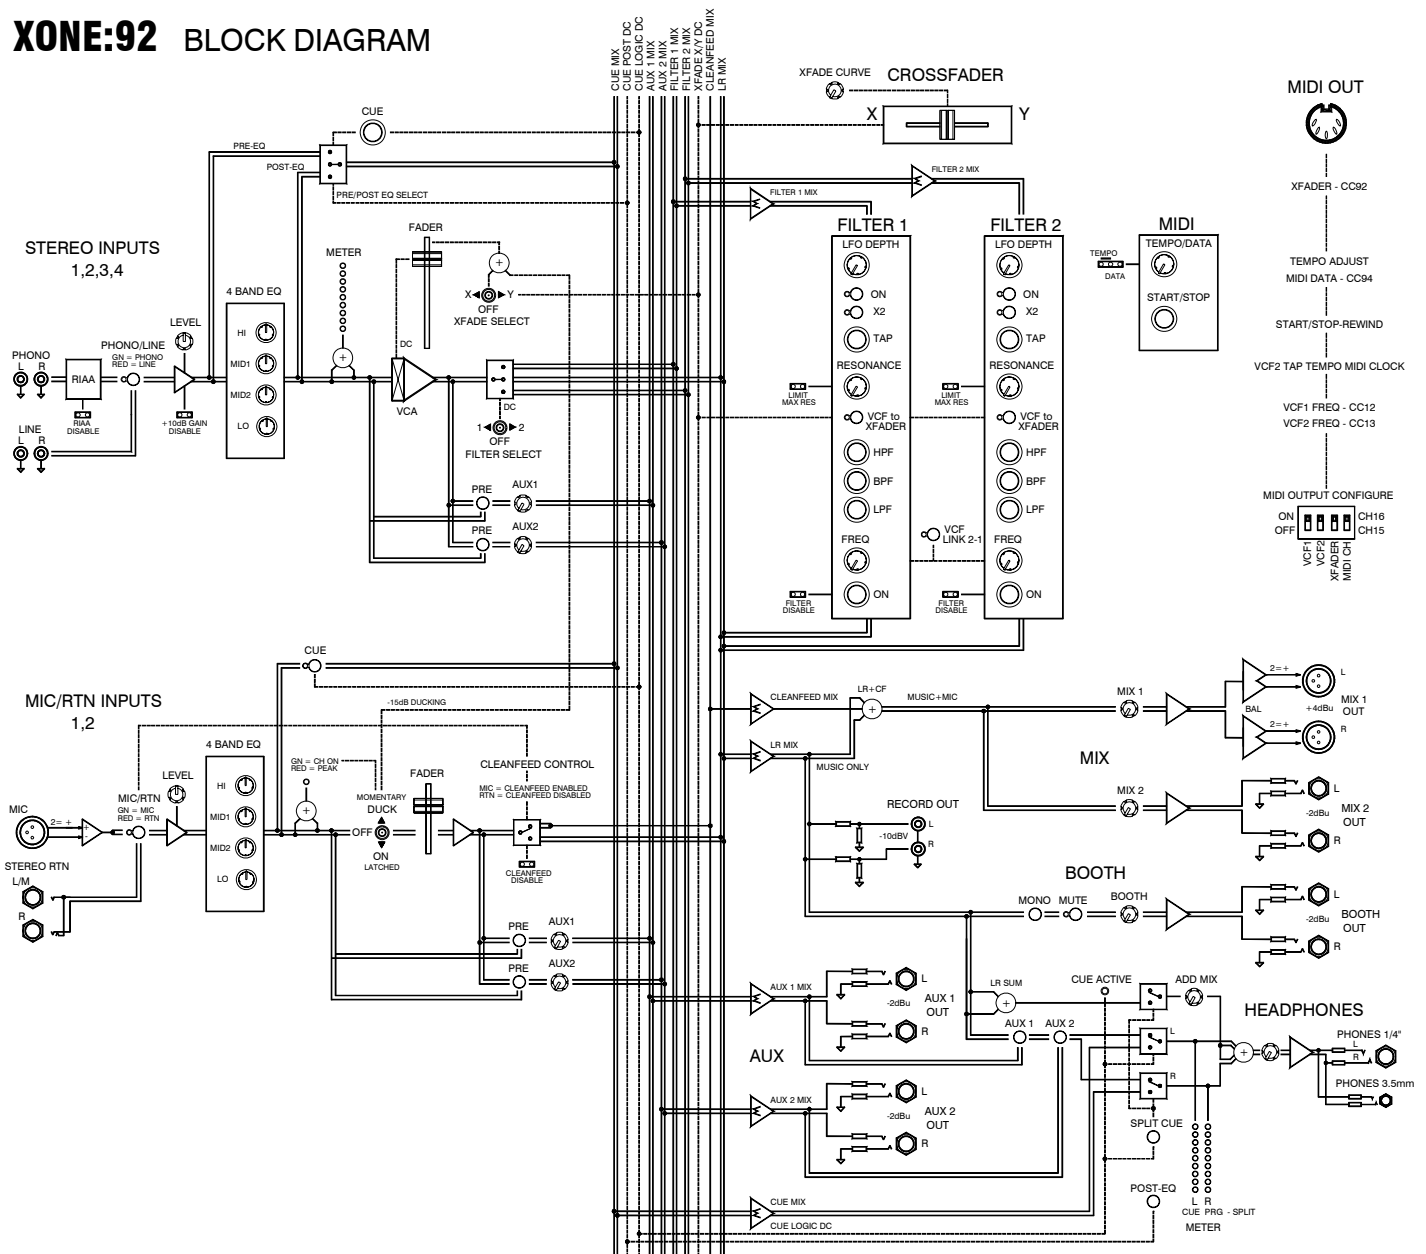 XONE:92 BLOCK DIAGRAM
CUE MIX
CUE POST DC
CUE LOGIC DC
AUX 1 MIX
AUX 2 MIX
FILTER 1 MIX
FILTER 2 MIX
XFADE X/Y DC
CLEANFEED MIX
LR MIX
XFADE CURVE
CROSSFADER
X
Y
MIDI OUT
XFADER - CC92
TEMPO ADJUST
MIDI DATA - CC94
START/STOP-REWIND
VCF2 TAP TEMPO MIDI CLOCK
VCF1 FREQ - CC12
VCF2 FREQ - CC13
MIDI OUTPUT CONFIGURE
ON
OFF
CH16
CH15
VCF1
VCF2
XFADER
MIDI CH
CUE
PRE-EQ
POST-EQ
PRE/POST EQ SELECT
FILTER 1 MIX
FILTER 2 MIX
STEREO INPUTS
1,2,3,4
METER
FADER
+
X
Y
OFF
XFADE SELECT
4 BAND EQ
HI
MID1
MID2
LO
LEVEL
PHONO/LINE
GN = PHONO
RED = LINE
PHONO
L R
RIAA
RIAA
DISABLE
LINE
L R
+10dB GAIN
DISABLE
+
DC
VCA
DC
1
2
OFF
FILTER SELECT
PRE
AUX1
PRE
AUX2
FILTER 1
LFO DEPTH
ON
X2
TAP
RESONANCE
LIMIT
MAX RES
VCF to
XFADER
HPF
BPF
LPF
FREQ
ON
FILTER
DISABLE
VCF
LINK 2-1
FILTER 2
LFO DEPTH
ON
X2
TAP
RESONANCE
LIMIT
MAX RES
VCF to
XFADER
HPF
BPF
LPF
FREQ
ON
FILTER
DISABLE
MIDI
TEMPO/DATA
START/STOP
TEMPO
DATA
CUE
MIC/RTN INPUTS
1,2
-15dB DUCKING
4 BAND EQ
HI
MID1
MID2
LO
LEVEL
MIC/RTN
GN = MIC
RED = RTN
MIC
2= +
+
-
STEREO RTN
L/M
R
GN = CH ON
RED = PEAK
+
MOMENTARY
DUCK
OFF
ON
LATCHED
FADER
CLEANFEED CONTROL
MIC = CLEANFEED ENABLED
RTN = CLEANFEED DISABLED
CLEANFEED
DISABLE
PRE
AUX1
PRE
AUX2
CLEANFEED MIX
LR+CF
+
MUSIC+MIC
LR MIX
MUSIC ONLY
MIX 1
BAL
2=+
L
+4dBu
MIX 1
OUT
2=+
R
MIX
MIX 2
L
-2dBu
MIX 2
OUT
R
RECORD OUT
L
-10dBV
R
BOOTH
MONO MUTE
BOOTH
L
-2dBu
BOOTH
OUT
R
AUX 1 MIX
L
-2dBu
AUX 1
OUT
R
AUX
AUX 2 MIX
L
-2dBu
AUX 2
OUT
R
LR SUM
+
AUX 1 AUX 2
CUE ACTIVE
ADD MIX
L
R
HEADPHONES
+
PHONES 1/4"
L
R
PHONES 3.5mm
SPLIT CUE
POST-EQ
L R
CUE PRG - SPLIT
METER
CUE MIX
CUE LOGIC DC